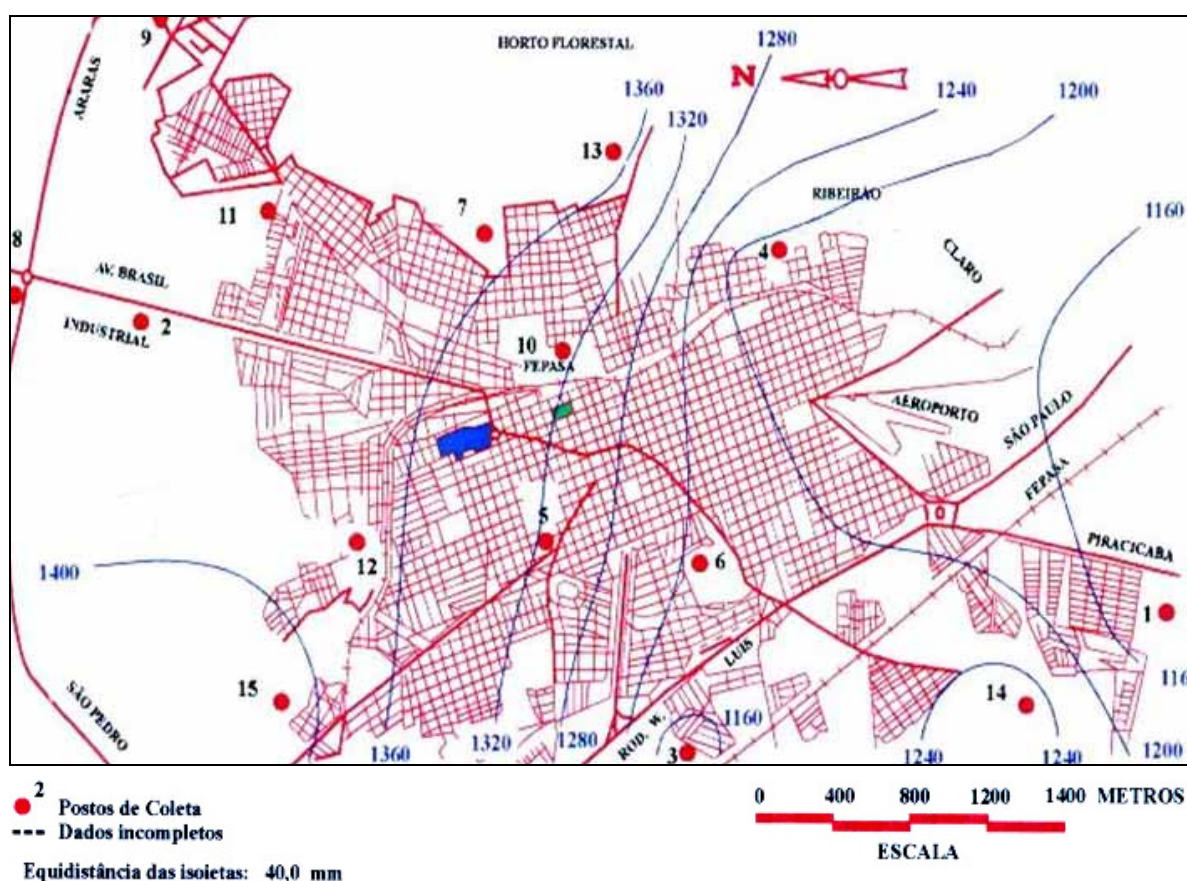 9
ARARAS
HORTO FLORESTAL
1280
N
1360
1320
1240
1200
13
11
7
RIBEIRÃO
1160
8
4
CLARO
AV. BRASIL
INDUSTRIAL
2
10
FEPASA
AEROPORTO
SÃO PAULO
FEPASA
5
12
6
PIRACICABA
1400
1
LUIS
15
14
116
SÃO PEDRO
ROD. W.
1160
3
1360
1320
1280
1240
1240
1200
2
Postos de Coleta
Dados incompletos
Equidistância das isoietas: 40,0 mm
0 400 800 1200 1400 METROS
ESCALA